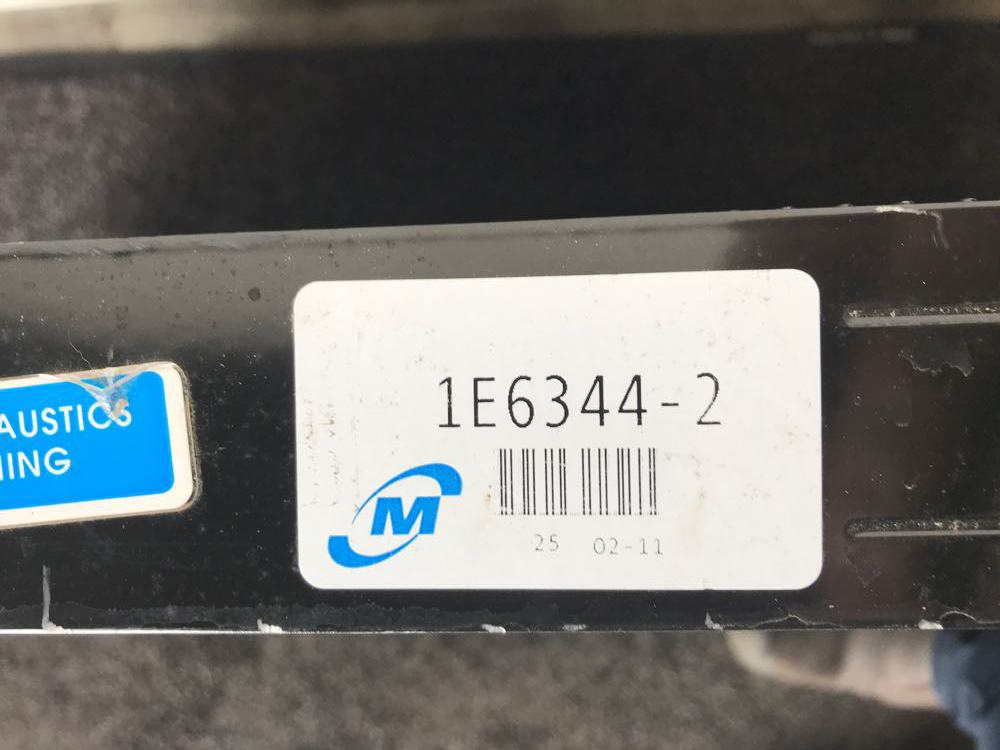 AUSTICS
ING
1E6344-2
M
25 02-11